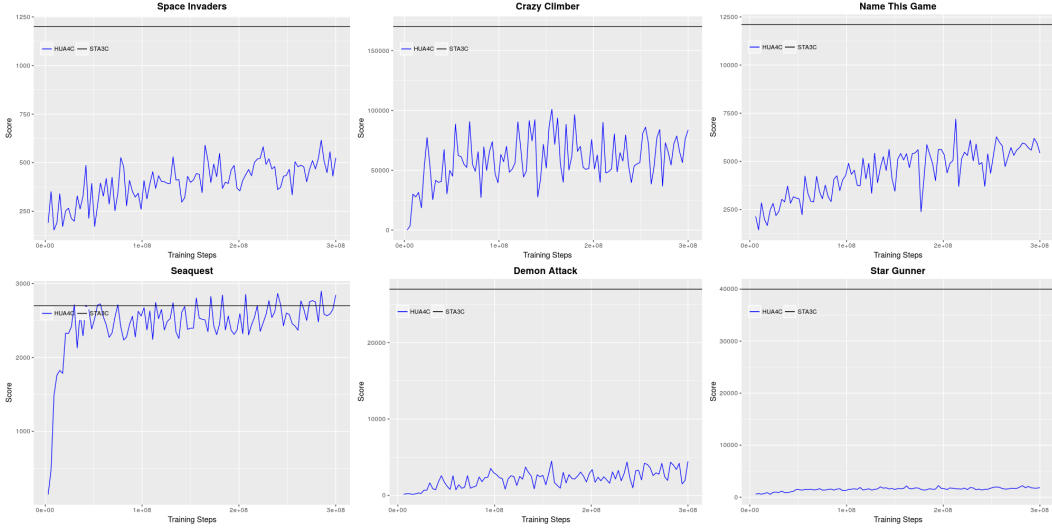 Space Invaders
1250
1000
750
500
250
Score
HUA4C STA3C
0e+00 1e+08 2e+08 3e+08
Training Steps
Crazy Climber
150000
100000
50000
0
Score
HUA4C STA3C
0e+00 1e+08 2e+08 3e+08
Training Steps
Name This Game
12500
10000
7500
5000
2500
Score
HUA4C STA3C
0e+00 1e+08 2e+08 3e+08
Training Steps
Seaquest
3000
2000
1000
Score
HUA4C STA3C
0e+00 1e+08 2e+08 3e+08
Training Steps
Demon Attack
20000
10000
0
Score
HUA4C STA3C
0e+00 1e+08 2e+08 3e+08
Training Steps
Star Gunner
40000
30000
20000
10000
0
Score
HUA4C STA3C
0e+00 1e+08 2e+08 3e+08
Training Steps